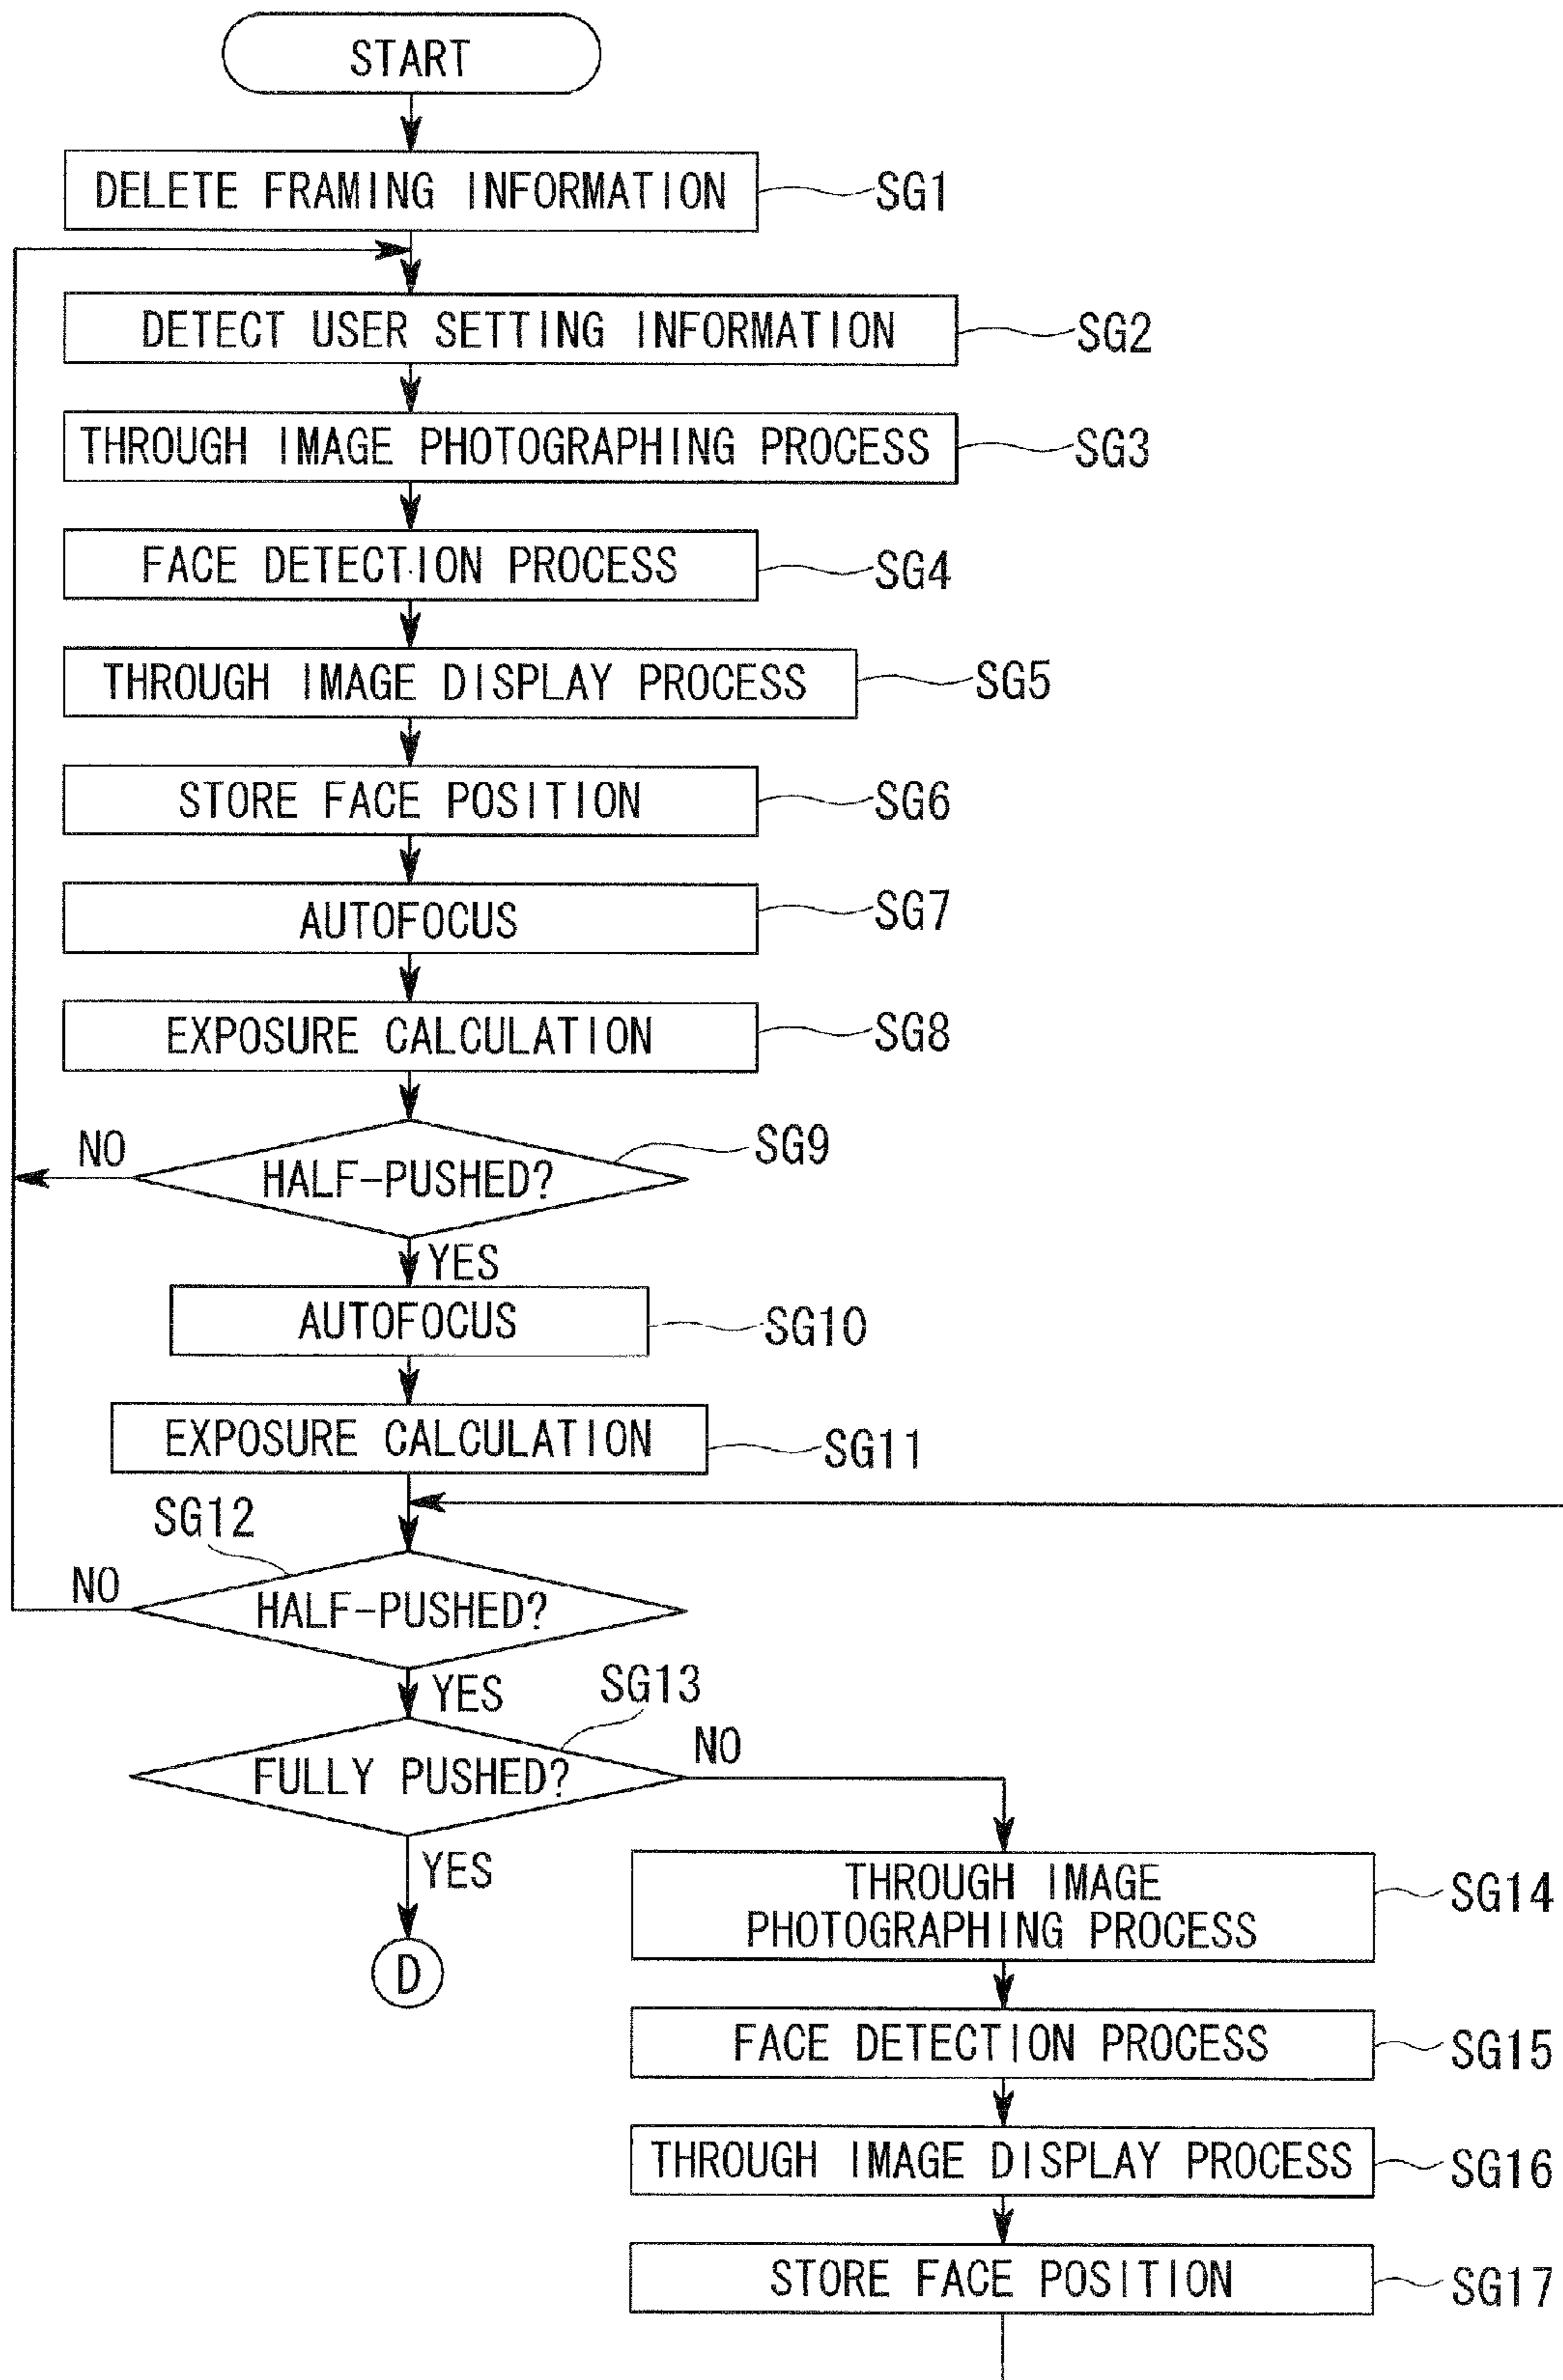 START
DELETE FRAMING INFORMATION
SG1
DETECT USER SETTING INFORMATION
SG2
THROUGH IMAGE PHOTOGRAPHING PROCESS
SG3
FACE DETECTION PROCESS
SG4
THROUGH IMAGE DISPLAY PROCESS
SG5
STORE FACE POSITION
SG6
AUTOFOCUS
SG7
EXPOSURE CALCULATION
SG8
HALF-PUSHED?
SG9
NO
YES
AUTOFOCUS
SG10
EXPOSURE CALCULATION
SG11
SG12
NO
HALF-PUSHED?
YES
SG13
FULLY PUSHED?
NO
YES
D
THROUGH IMAGE
PHOTOGRAPHING PROCESS
SG14
FACE DETECTION PROCESS
SG15
THROUGH IMAGE DISPLAY PROCESS
SG16
STORE FACE POSITION
SG17